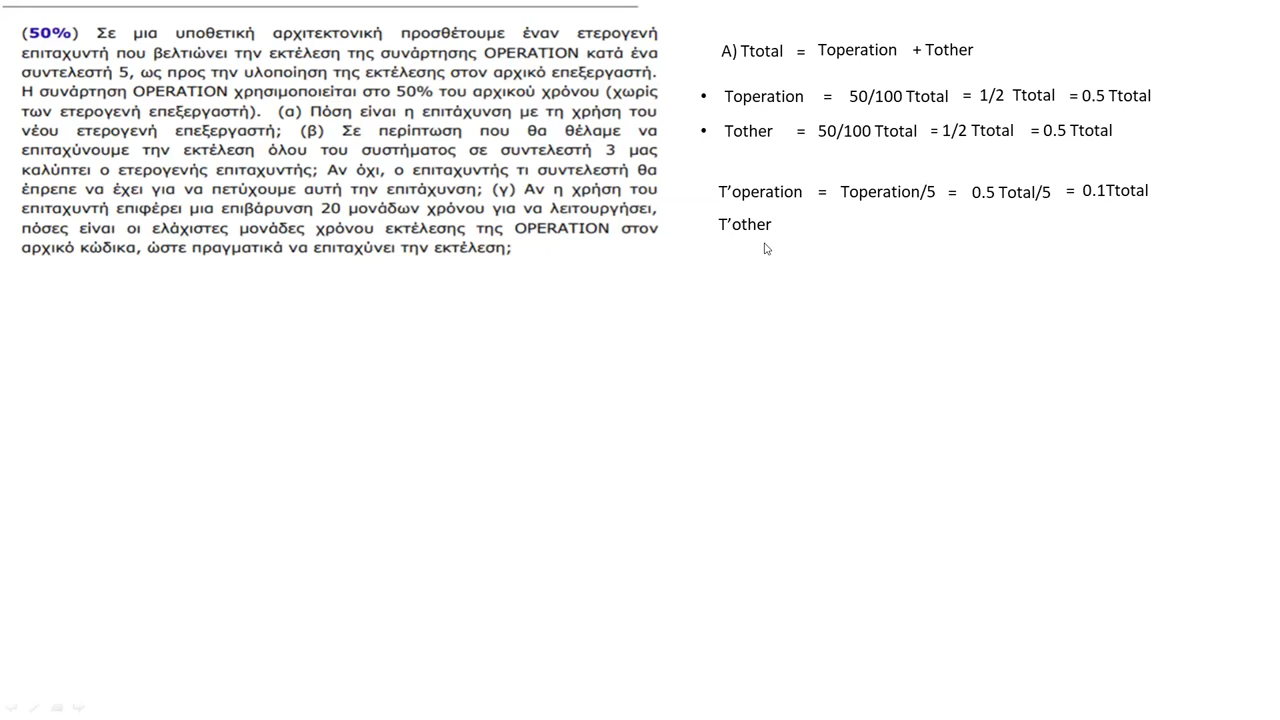 (50%) Σε μια υποθετική αρχιτεκτονική προσθέτουμε έναν ετερογενή
επιταχυντή που βελτιώνει την εκτέλεση της συνάρτησης OPERATION κατά ένα
συντελεστή 5, ως προς την υλοποίηση της εκτέλεσης στον αρχικό επεξεργαστή.
Η συνάρτηση OPERATION χρησιμοποιείται στο 50% του αρχικού χρόνου (χωρίς
των ετερογενή επεξεργαστή). (α) Πόση είναι η επιτάχυνση με τη χρήση του
νέου ετερογενή επεξεργαστή; (β) Σε περίπτωση που θα θέλαμε να
επιταχύνουμε την εκτέλεση όλου του συστήματος σε συντελεστή 3 μας
καλύπτει ο ετερογενής επιταχυντής; Αν όχι, ο επιταχυντής τι συντελεστή θα
έπρεπε να έχει για να πετύχουμε αυτή την επιτάχυνση; (γ) Αν η χρήση του
επιταχυντή επιφέρει μια επιβάρυνση 20 μονάδων χρόνου για να λειτουργήσει,
πόσες είναι οι ελάχιστες μονάδες χρόνου εκτέλεσης της OPERATION στον
αρχικό κώδικα, ώστε πραγματικά να επιταχύνει την εκτέλεση;
A) Ttotal = Toperation + Tother
• Toperation = 50/100 Ttotal = 1/2 Ttotal = 0.5 Ttotal
• Tother = 50/100 Ttotal = 1/2 Ttotal = 0.5 Ttotal
T’operation = Toperation/5 = 0.5 Total/5 = 0.1Ttotal
T’other